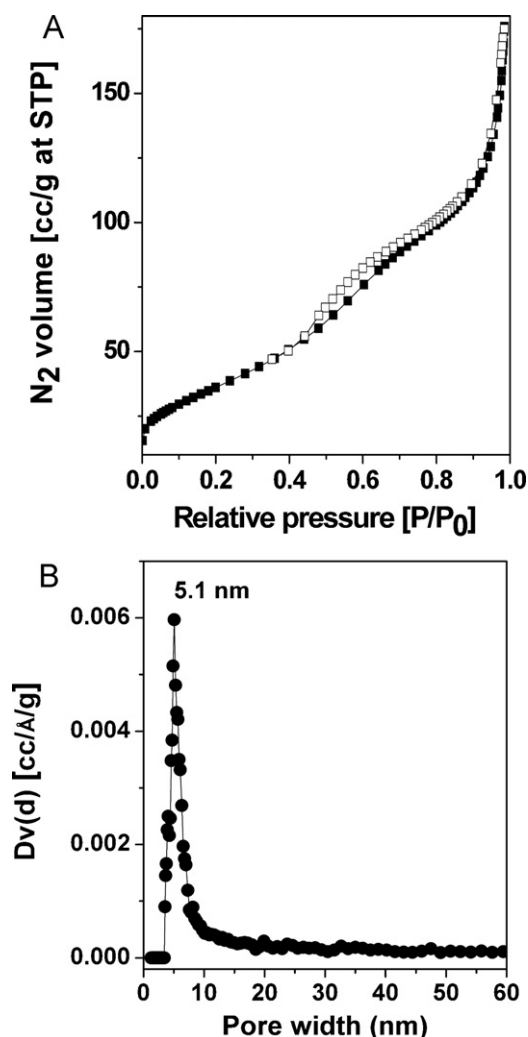 A
N2 volume [cc/g at STP]
150
100
50
0.0 0.2 0.4 0.6 0.8 1.0
Relative pressure [P/P0]
B
5.1 nm
Dv(d) [cc/Å/g]
0.006
0.004
0.002
0.000
0 10 20 30 40 50 60
Pore width (nm)